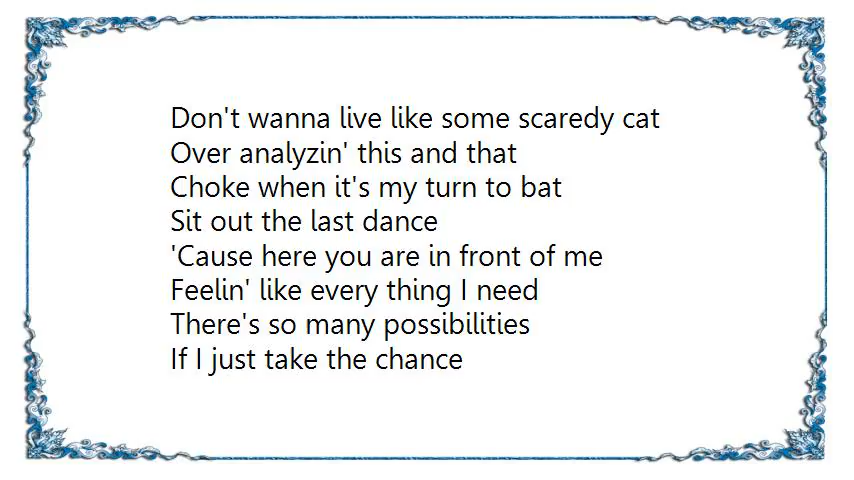 Don't wanna live like some scaredy cat
Over analyzin' this and that
Choke when it's my turn to bat
Sit out the last dance
'Cause here you are in front of me
Feelin' like every thing I need
There's so many possibilities
If I just take the chance